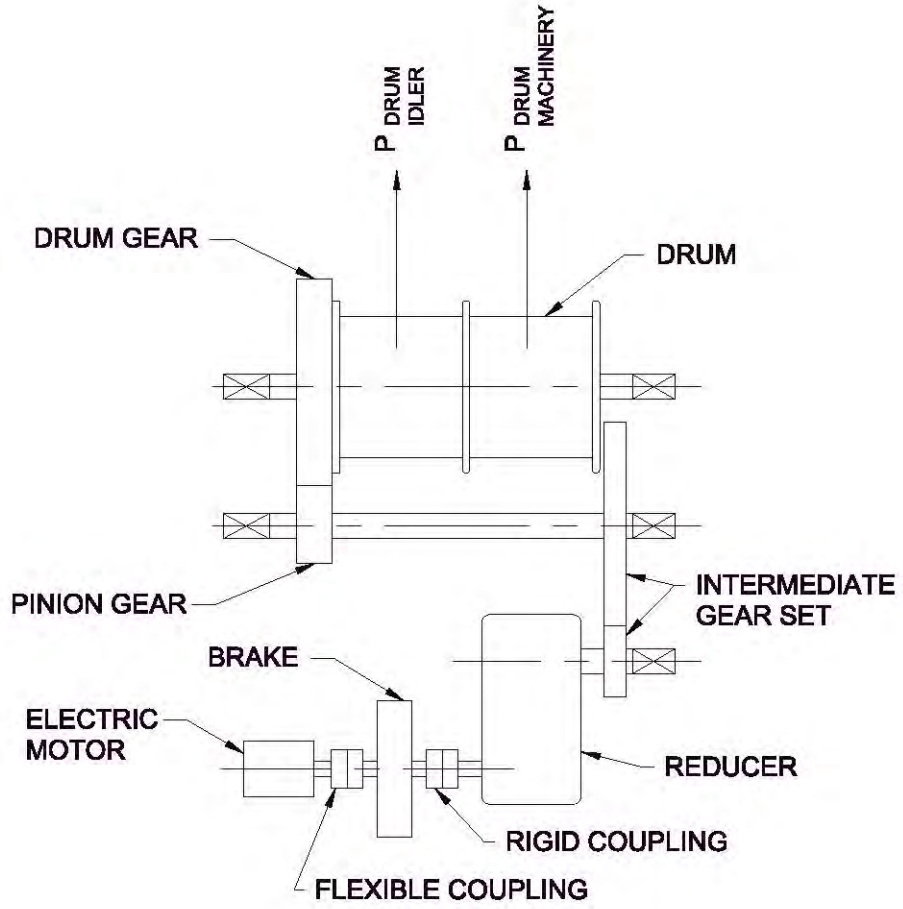 P DRUM
IDLER
P DRUM
MACHINERY
DRUM GEAR
DRUM
PINION GEAR
INTERMEDIATE
GEAR SET
BRAKE
ELECTRIC
MOTOR
REDUCER
RIGID COUPLING
FLEXIBLE COUPLING